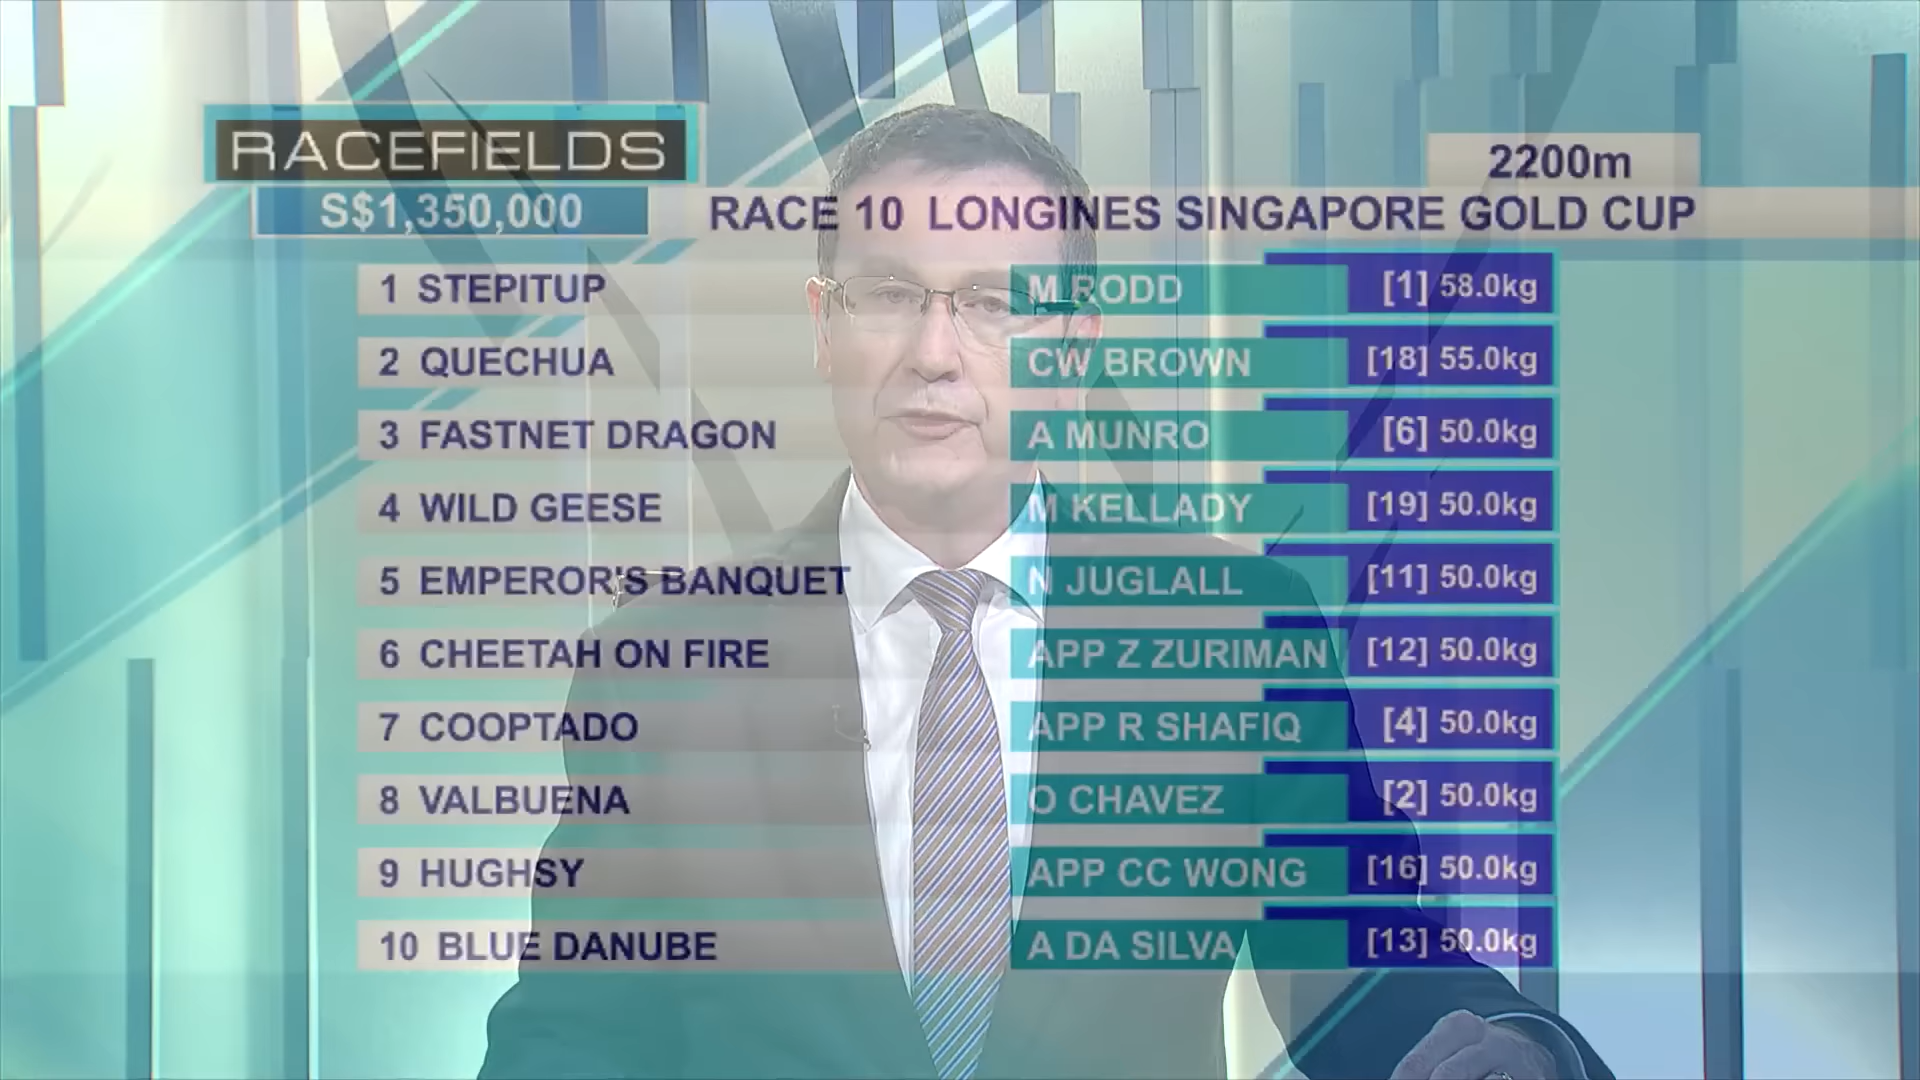 RACEFIELDS
2200m
S$1,350,000 RACE 10 LONGINES SINGAPORE GOLD CUP
1 STEPITUP M RODD [1] 58.0kg
2 QUECHUA CW BROWN [18] 55.0kg
3 FASTNET DRAGON A MUNRO [6] 50.0kg
4 WILD GEESE M KELLADY [19] 50.0kg
5 EMPEROR'S BANQUET N JUGLALL [11] 50.0kg
6 CHEETAH ON FIRE APP Z ZURIMAN [12] 50.0kg
7 COOPTADO APP R SHAFIQ [4] 50.0kg
8 VALBUENA O CHAVEZ [2] 50.0kg
9 HUGHSY APP CC WONG [16] 50.0kg
10 BLUE DANUBE A DA SILVA [13] 50.0kg